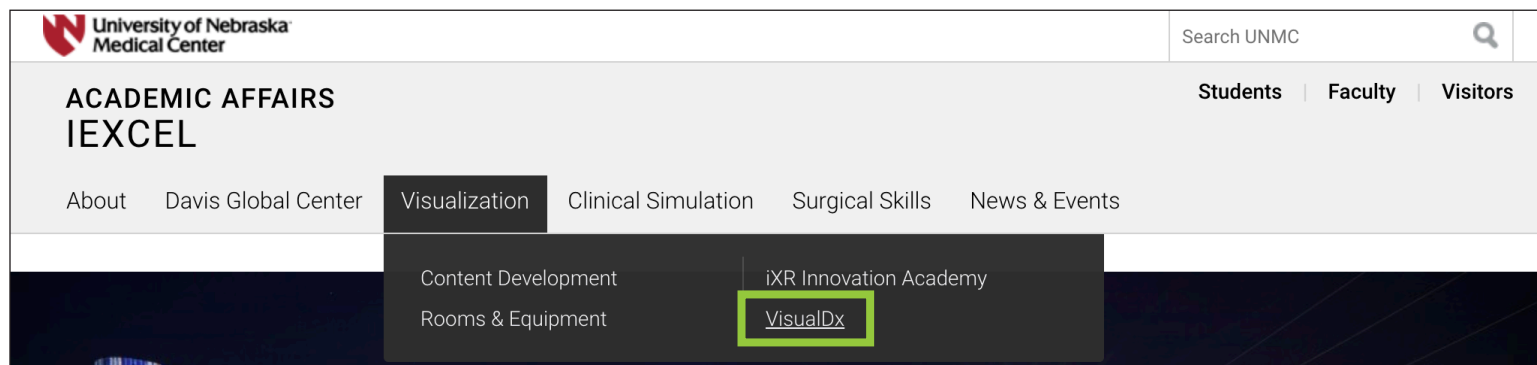 University of Nebraska
Medical Center
Search UNMC
ACADEMIC AFFAIRS
IEXCEL
Students | Faculty | Visitors
About Davis Global Center Visualization Clinical Simulation Surgical Skills News & Events
Content Development iXR Innovation Academy
Rooms & Equipment VisualDx